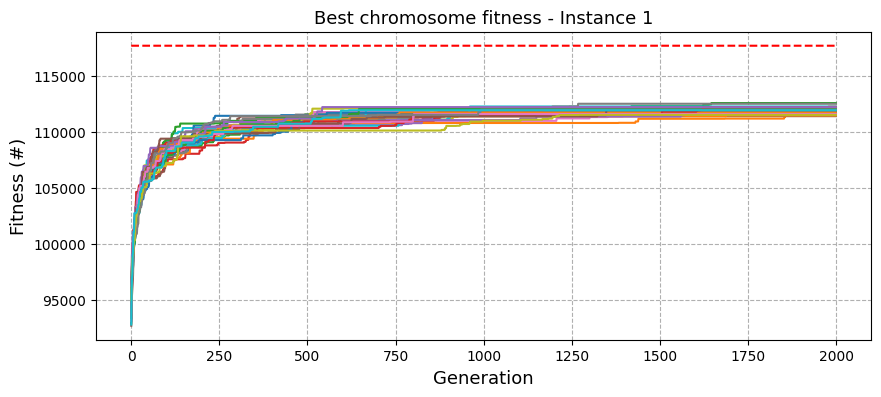 Best chromosome fitness - Instance 1
Fitness (#)
115000
110000
105000
100000
95000
0 250 500 750 1000 1250 1500 1750 2000
Generation